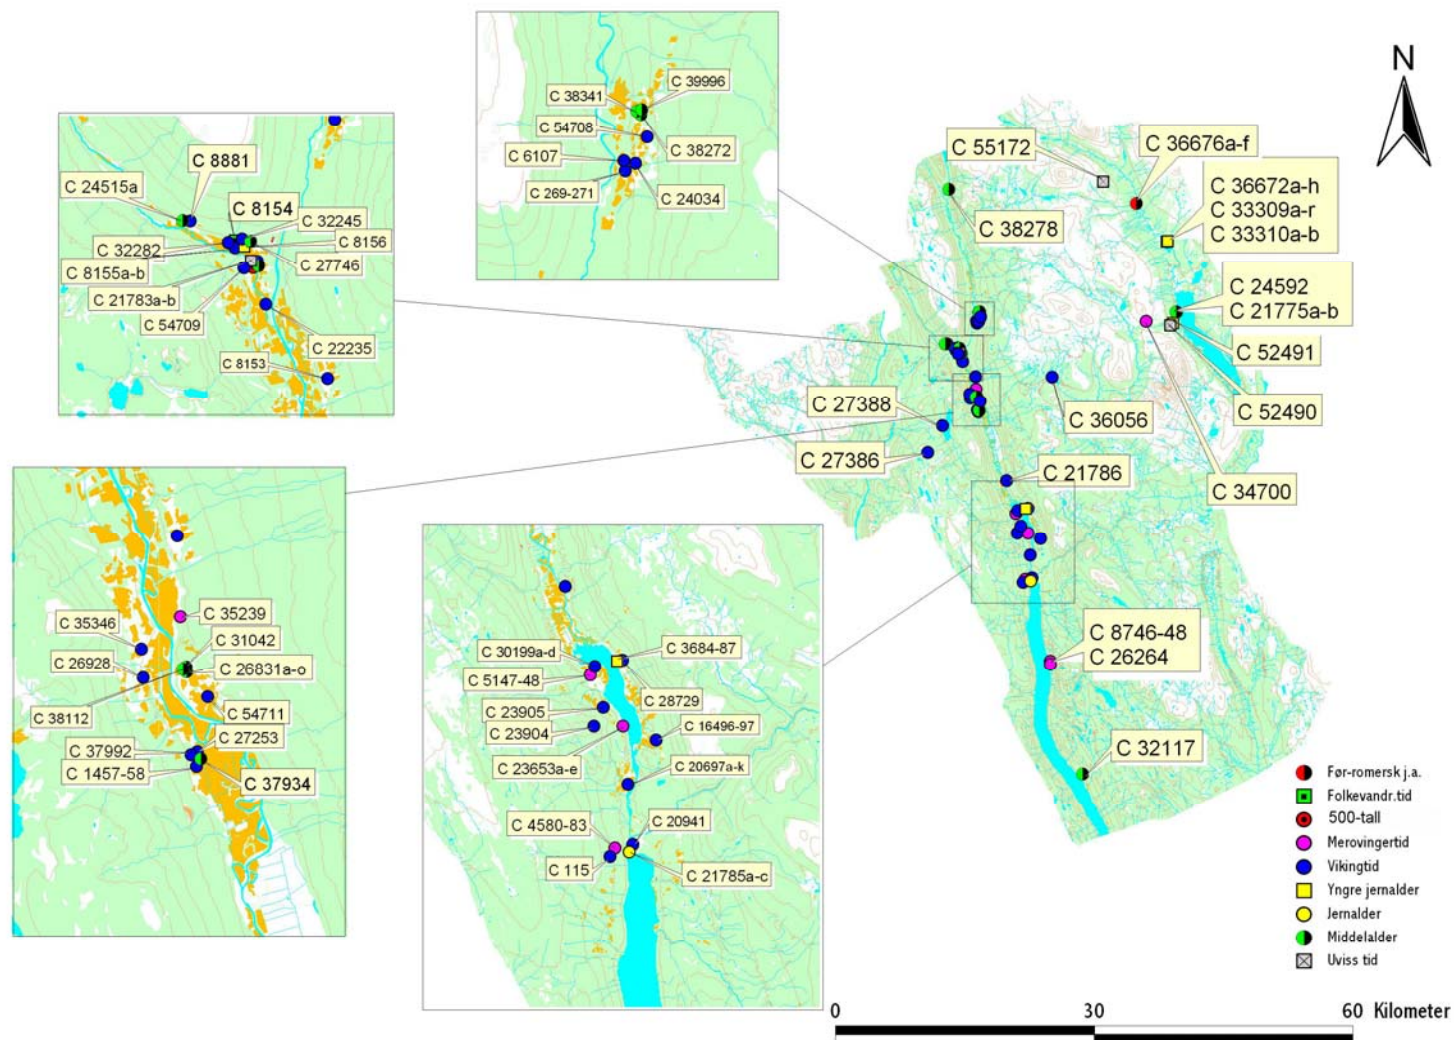 C 39996
C 38341
C 54708
C 38272
C 6107
C 269-271
C 24034
C 8881
C 24515a
C 8154
C 32245
C 32282
C 8156
C 8155a-b
C 27746
C 21783a-b
C 54709
C 22235
C 8153
N
C 55172
C 36676a-f
C 38278
C 36672a-h
C 33309a-r
C 33310a-b
C 24592
C 21775a-b
C 52491
C 52490
C 27388
C 36056
C 27386
C 21786
C 34700
C 35239
C 35346
C 31042
C 26928
C 26831a-o
C 38112
C 54711
C 27253
C 37992
C 1457-58
C 37934
C 30199a-d
C 3684-87
C 5147-48
C 28729
C 23905
C 23904
C 16496-97
C 23653a-e
C 20697a-k
C 4580-83
C 20941
C 115
C 21785a-c
C 8746-48
C 26264
C 32117
Før-romersk j.a.
Folkevandr.tid
500-tall
Merovingertid
Vikingtid
Yngre jernalder
Jernalder
Middelalder
Uviss tid
0 30 60 Kilometer